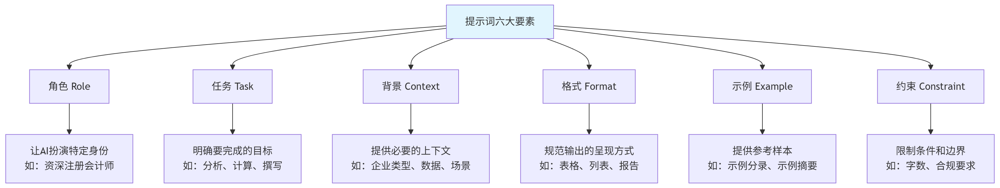 提示词六大要素
角色 Role
任务 Task
背景 Context
格式 Format
示例 Example
约束 Constraint
让AI扮演特定身份
如：资深注册会计师
明确要完成的目标
如：分析、计算、撰写
提供必要的上下文
如：企业类型、数据、场景
规范输出的呈现方式
如：表格、列表、报告
提供参考样本
如：示例分录、示例摘要
限制条件和边界
如：字数、合规要求